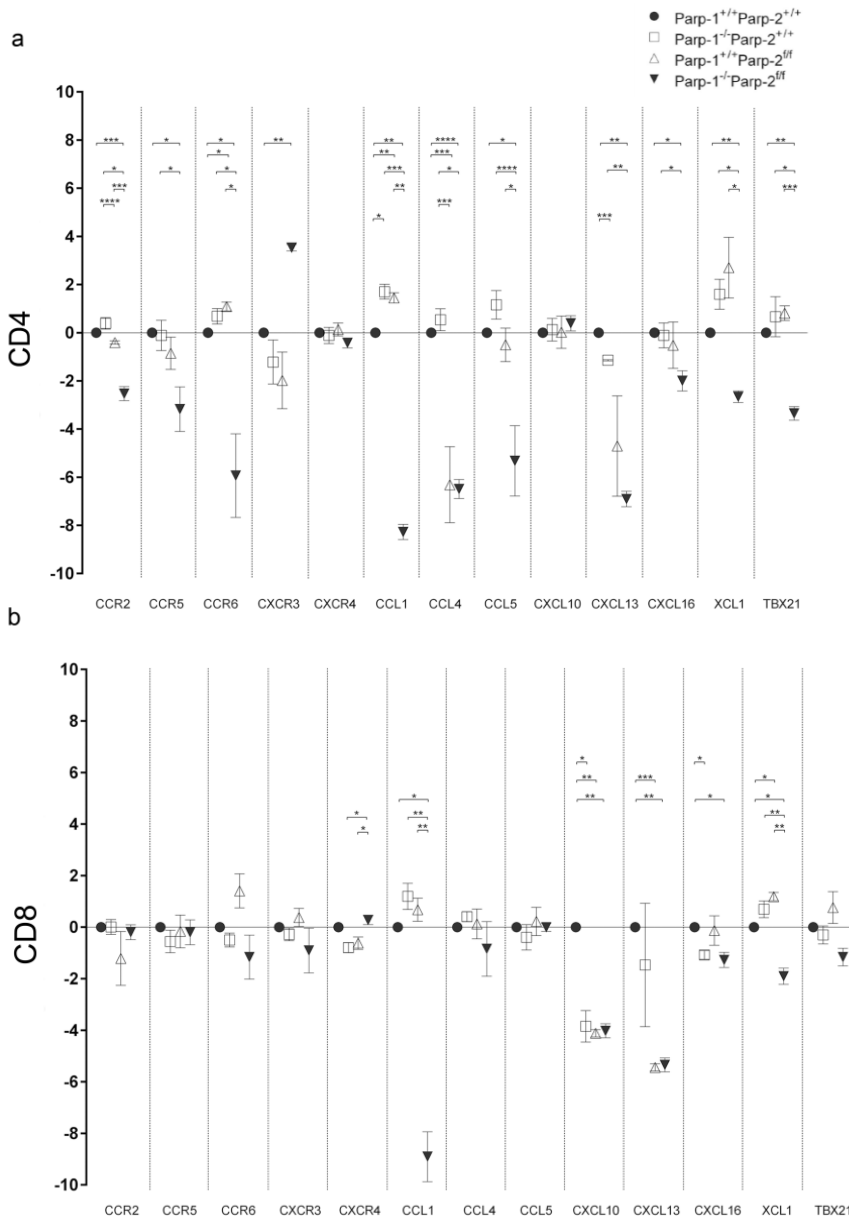 Parp-1+/+Parp-2+/+
a
Parp-1-/-Parp-2+/+
Parp-1+/+Parp-2f/f
Parp-1-/-Parp-2f/f
10
8
*** * * ** ** **** * ** * ** **
* ** ***
* * * *** * **** ** * * *
*** * ** *** * * ***
**** 
6
* *** 
4
2
0
-2
-4
-6
-8
-10
CD4
CCR2 CCR5 CCR6 CXCR3 CXCR4 CCL1 CCL4 CCL5 CXCL10 CXCL13 CXCL16 XCL1 TBX21
b
10
8
* *
6
** *** *
* ** ** * *
* ** **
* ** **
4
2
0
-2
-4
-6
-8
-10
CD8
CCR2 CCR5 CCR6 CXCR3 CXCR4 CCL1 CCL4 CCL5 CXCL10 CXCL13 CXCL16 XCL1 TBX21